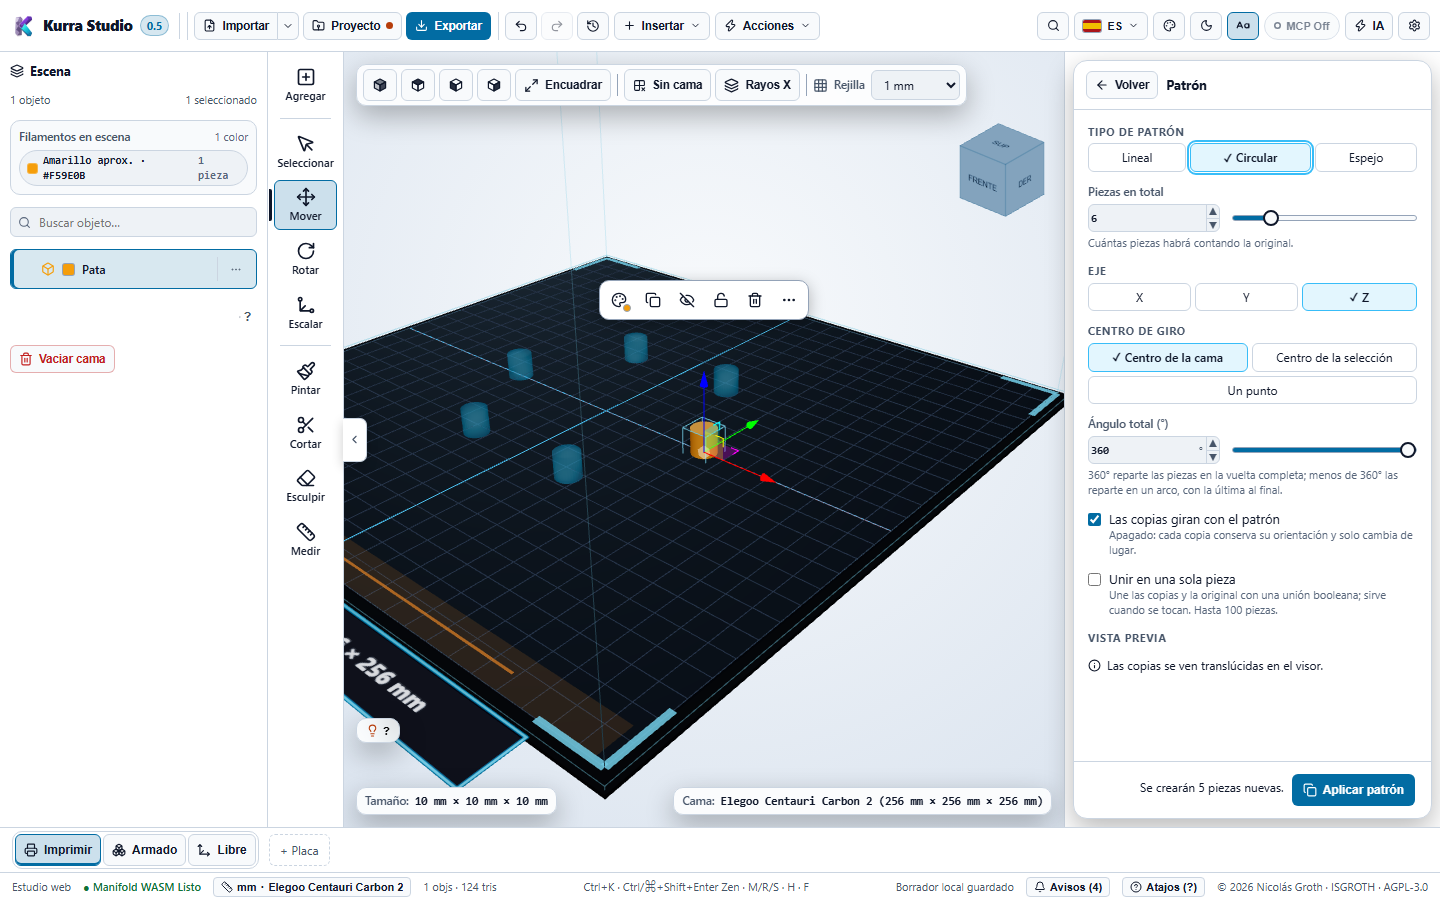 Kurra Studio 0.5
Importar
Proyecto
Exportar
Insertar
Acciones
ES
Aa
MCP Off
IA
Escena
1 objeto
1 seleccionado
Filamentos en escena
1 color
Amarillo aprox. · #F59E0B
1 pieza
Buscar objeto...
Pata
?
Vaciar cama
Agregar
Seleccionar
Mover
Rotar
Escalar
Pintar
Cortar
Esculpir
Medir
Encuadrar
Sin cama
Rayos X
Rejilla
1 mm
FRENTE
DER
× 256 mm
?
Tamaño: 10 mm × 10 mm × 10 mm
Cama: Elegoo Centauri Carbon 2 (256 mm × 256 mm × 256 mm)
Volver
Patrón
TIPO DE PATRÓN
Lineal
✓ Circular
Espejo
Piezas en total
6
Cuántas piezas habrá contando la original.
EJE
X
Y
✓ Z
CENTRO DE GIRO
✓ Centro de la cama
Centro de la selección
Un punto
Ángulo total (°)
360 °
360° reparte las piezas en la vuelta completa; menos de 360° las
reparte en un arco, con la última al final.
Las copias giran con el patrón
Apagado: cada copia conserva su orientación y solo cambia de
lugar.
Unir en una sola pieza
Une las copias y la original con una unión booleana; sirve
cuando se tocan. Hasta 100 piezas.
VISTA PREVIA
Las copias se ven translúcidas en el visor.
Se crearán 5 piezas nuevas.
Aplicar patrón
Imprimir
Armado
Libre
+ Placa
Estudio web
Manifold WASM Listo
mm · Elegoo Centauri Carbon 2
1 objs · 124 tris
Ctrl+K · Ctrl/⌘+Shift+Enter Zen · M/R/S · H · F
Borrador local guardado
Avisos (4)
Atajos (?)
© 2026 Nicolás Groth · ISGROTH · AGPL-3.0